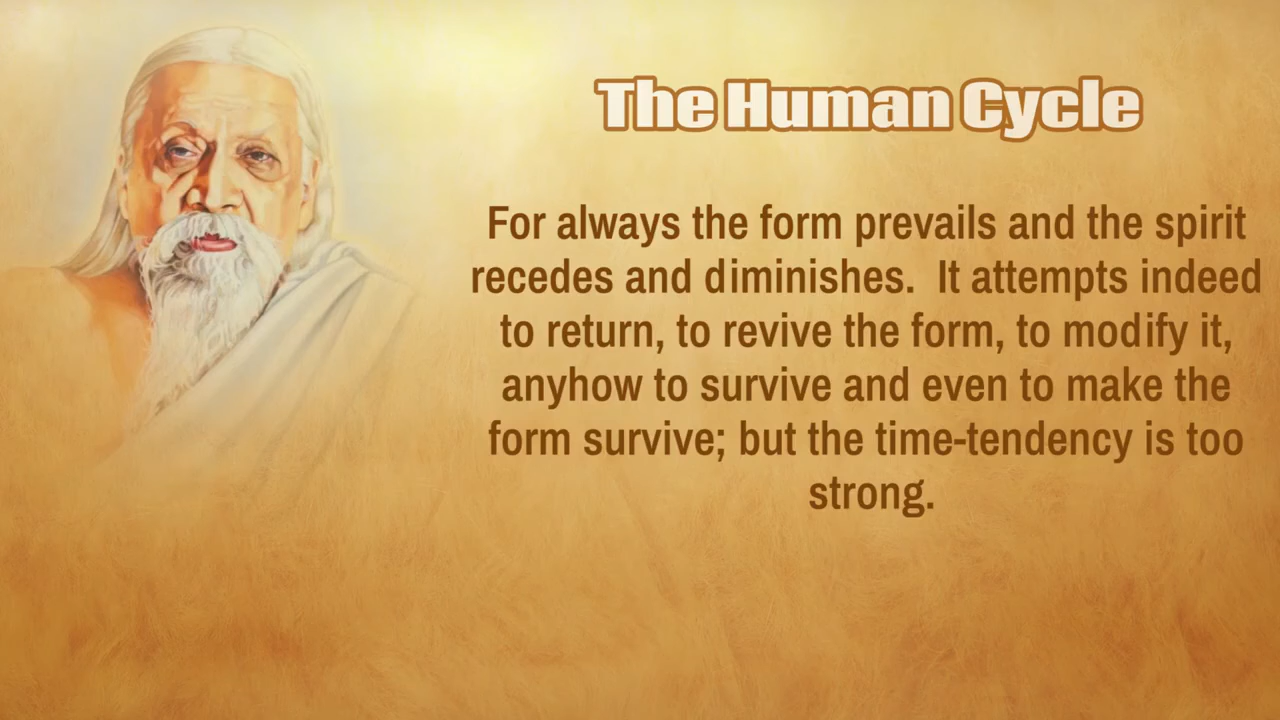 The Human Cycle
For always the form prevails and the spirit
recedes and diminishes.  It attempts indeed
to return, to revive the form, to modify it,
anyhow to survive and even to make the
form survive; but the time-tendency is too
strong.